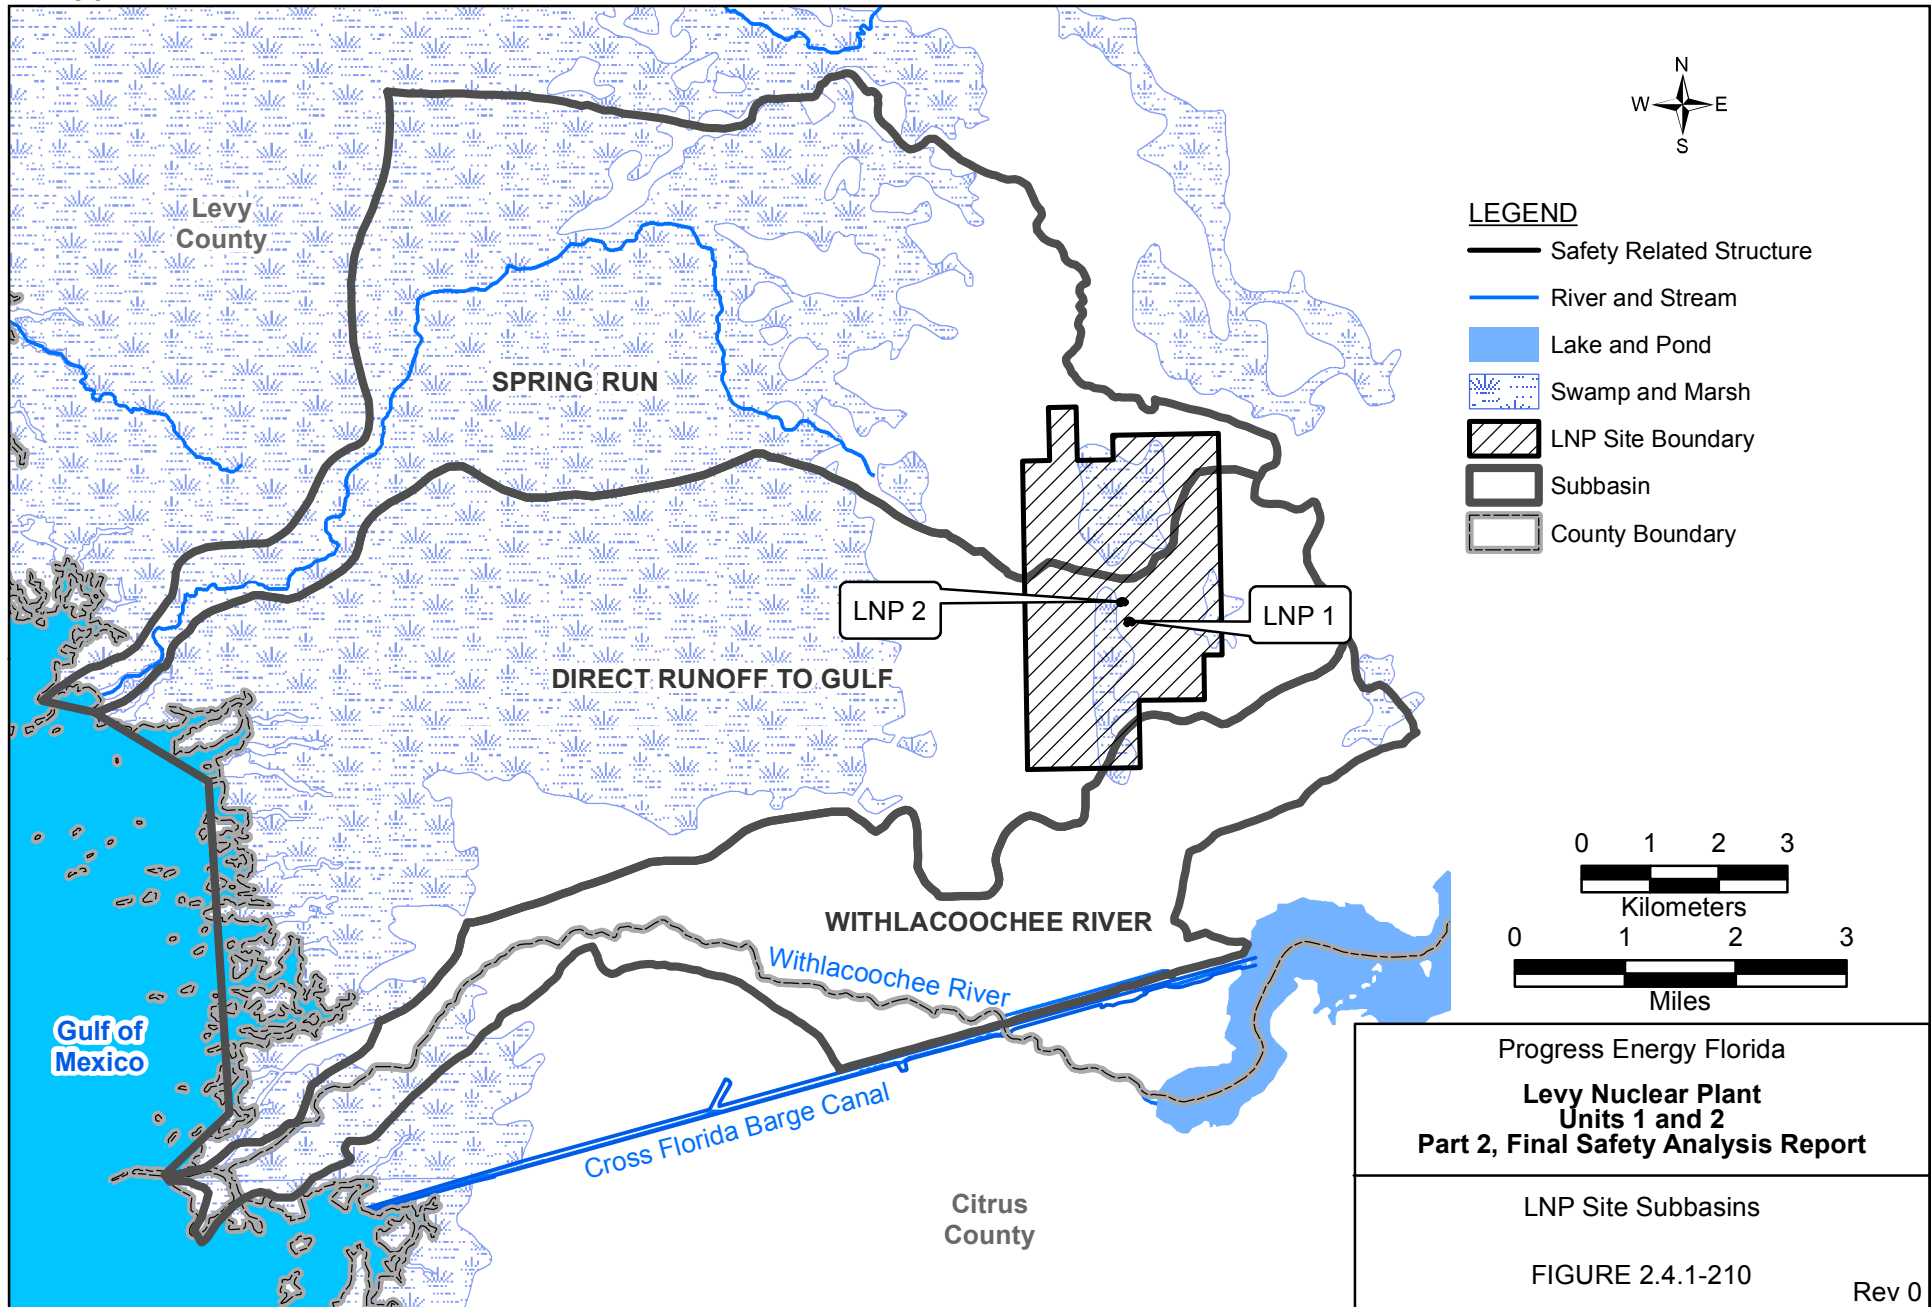 N
W E
S
LEGEND
Safety Related Structure
River and Stream
Lake and Pond
Swamp and Marsh
LNP Site Boundary
Subbasin
County Boundary
Levy
County
SPRING RUN
LNP 2
LNP 1
DIRECT RUNOFF TO GULF
WITHLACOOCHEE RIVER
Withlacoochee River
Gulf of
Mexico
Cross Florida Barge Canal
Citrus
County
0 1 2 3
Kilometers
0 1 2 3
Miles
Progress Energy Florida
Levy Nuclear Plant
Units 1 and 2
Part 2, Final Safety Analysis Report
LNP Site Subbasins
FIGURE 2.4.1-210
Rev 0